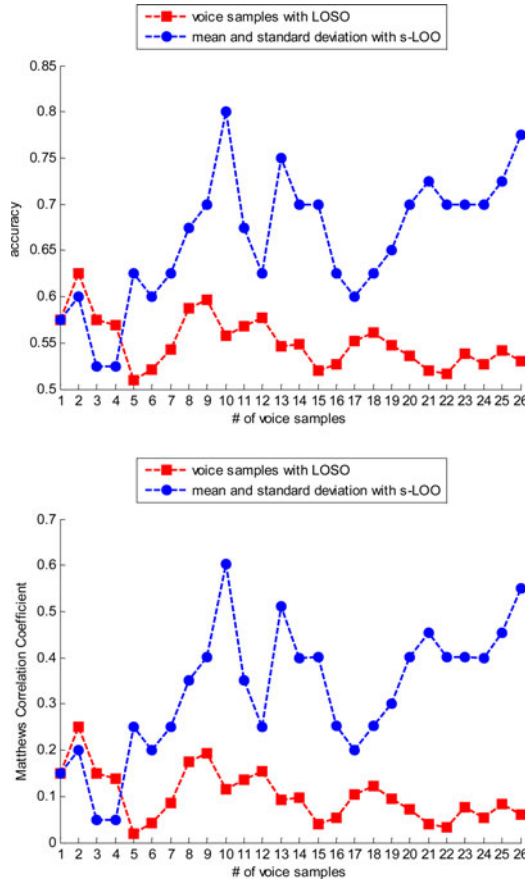 voice samples with LOSO
mean and standard deviation with s-LOO
0.85
0.8
0.75
0.7
0.65
0.6
0.55
0.5
accuracy
1 2 3 4 5 6 7 8 9 10 11 12 13 14 15 16 17 18 19 20 21 22 23 24 25 26
# of voice samples
voice samples with LOSO
mean and standard deviation with s-LOO
0.7
0.6
0.5
0.4
0.3
0.2
0.1
0
Matthews Correlation Coefficient
1 2 3 4 5 6 7 8 9 10 11 12 13 14 15 16 17 18 19 20 21 22 23 24 25 26
# of voice samples